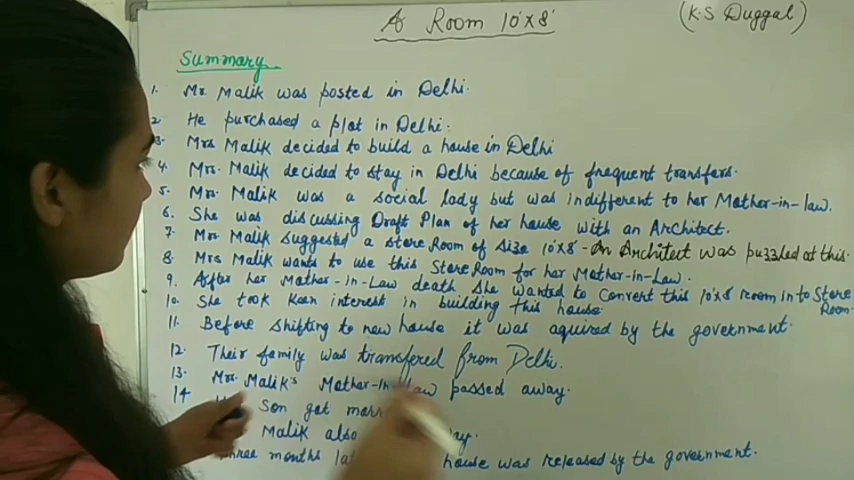 A Room 10'x8'
(K.S Duggal)
Summary
1. Mr. Malik was posted in Delhi.
2. He purchased a plot in Delhi.
3. Mrs Malik decided to build a house in Delhi
4. Mrs. Malik decided to stay in Delhi because of frequent transfers.
5. Mrs. Malik was a social lady but was indifferent to her Mother-in-law.
6. She was discussing Draft Plan of her house with an Architect.
7. Mrs Malik suggested a store Room of size 10'x8' - An Architect was puzzled at this.
8. Mrs Malik wants to use this Store Room for her Mother-in-Law.
9. After her Mother-in-Law death she wanted to convert this 10'x8' room in to Store Room.
10. She took Keen interest in building this house.
11. Before shifting to new house it was aquired by the government.
12. Their family was transfered from Delhi.
13. Mrs. Malik's Mother-in-Law passed away.
14 Son got
Malik also
months house was released by the government.